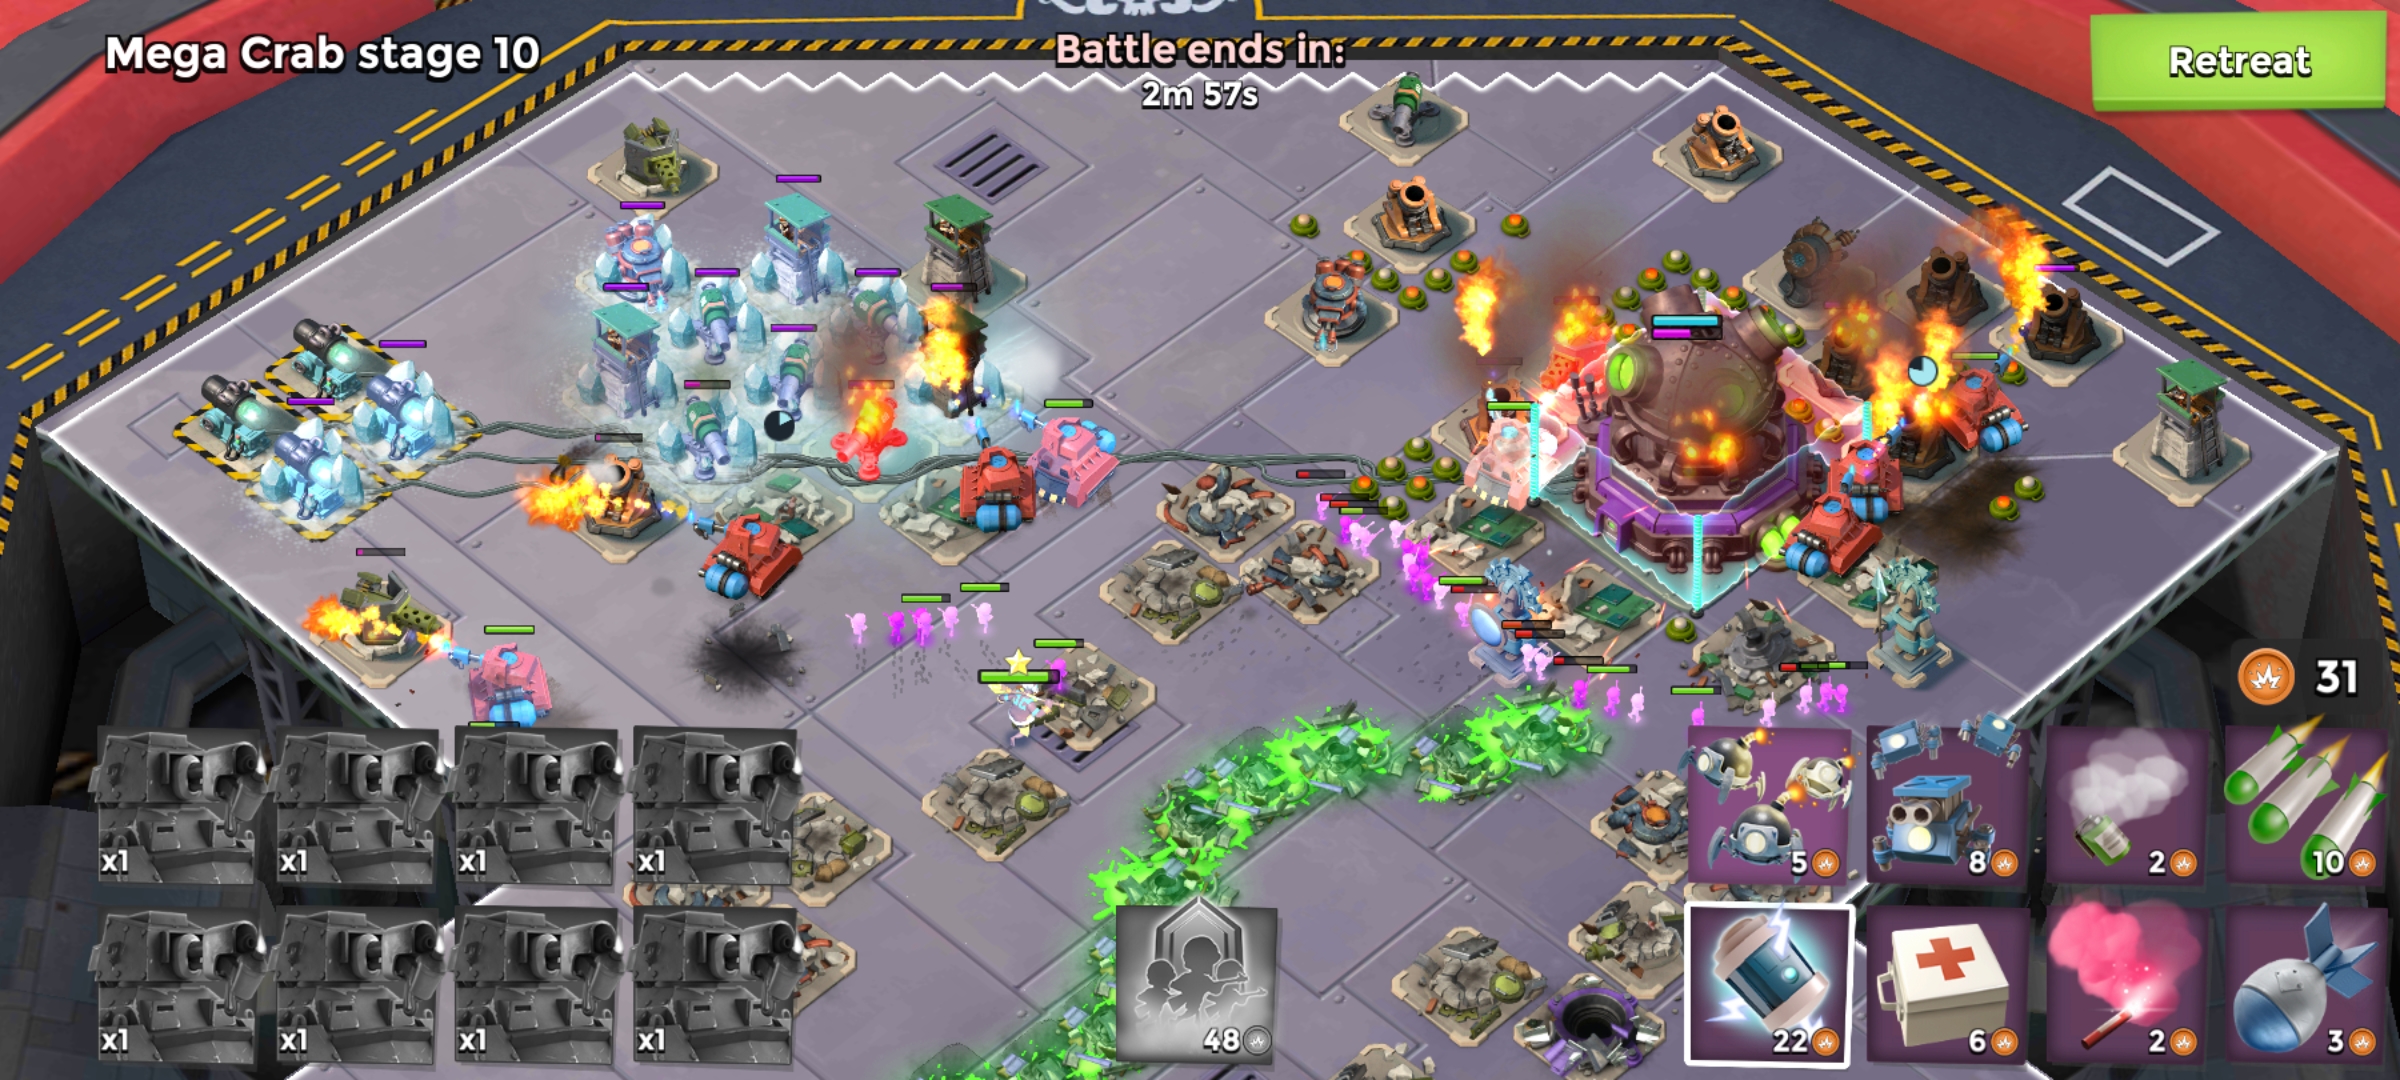 Mega Crab stage 10
Battle ends in:
2m 57s
Retreat
31
x1
x1
x1
x1
5
8
2
10
x1
x1
x1
x1
48
22
6
2
3